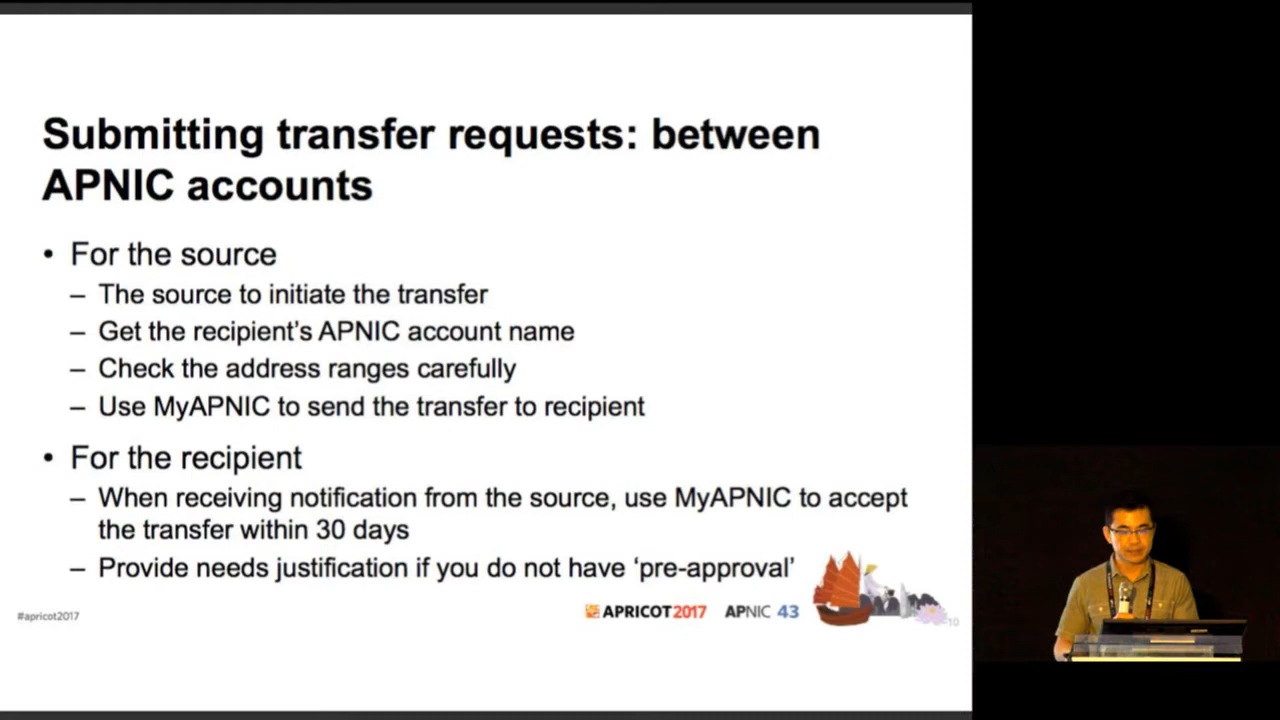 Submitting transfer requests: between
APNIC accounts
• For the source
– The source to initiate the transfer
– Get the recipient's APNIC account name
– Check the address ranges carefully
– Use MyAPNIC to send the transfer to recipient
• For the recipient
– When receiving notification from the source, use MyAPNIC to accept
the transfer within 30 days
– Provide needs justification if you do not have ‘pre-approval’
#apricot2017
APRICOT2017
APNIC 43
10